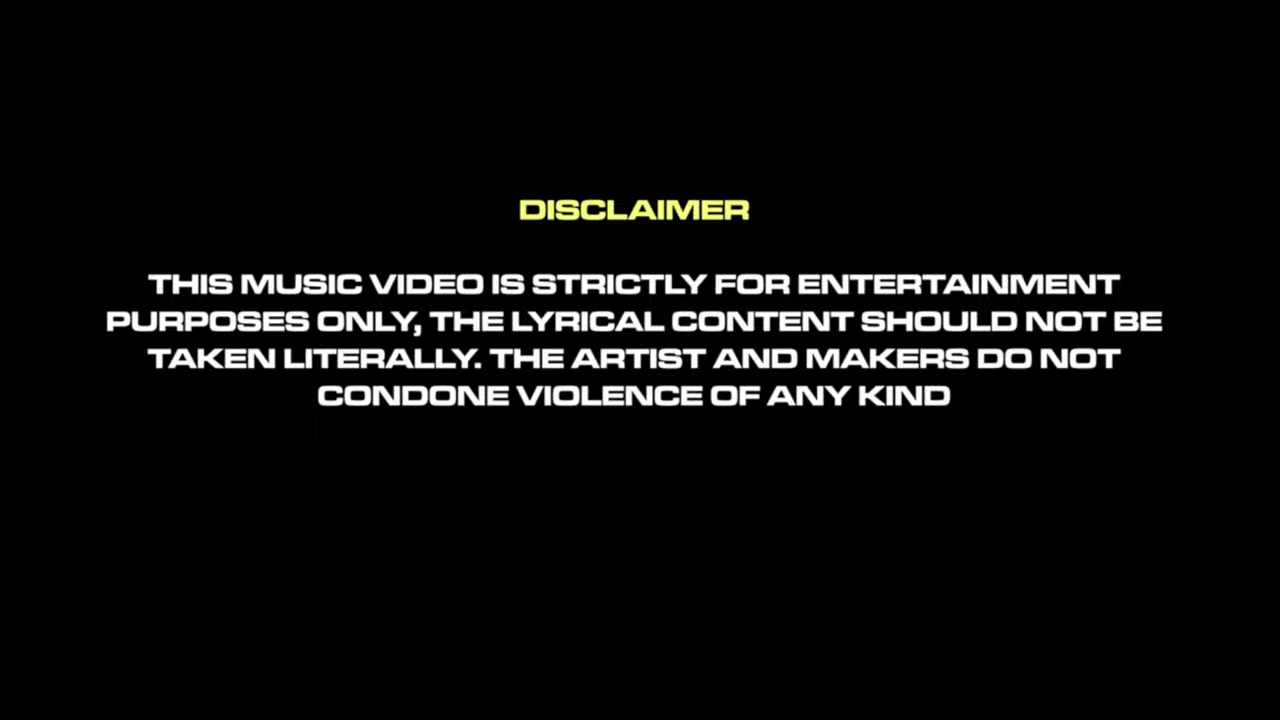 DISCLAIMER
THIS MUSIC VIDEO IS STRICTLY FOR ENTERTAINMENT
PURPOSES ONLY, THE LYRICAL CONTENT SHOULD NOT BE
TAKEN LITERALLY. THE ARTIST AND MAKERS DO NOT
CONDONE VIOLENCE OF ANY KIND